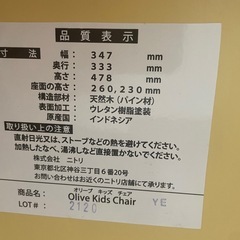 品質表示
寸法 幅: 347 mm
奥行: 333 mm
高さ: 478 mm
座面の高さ: 260,230 mm
構造部材: 天然木(パイン材)
表面加工: ウレタン樹脂塗装
原産国: インドネシア
取り扱い上の注意
直射日光又は、ストーブなどの熱を避けてください。
加熱したなべ、湯沸しなど直接置かないでください。
株式会社 ニトリ
東京都北区神谷三丁目6番20号
お問い合わせはお近くのニトリ店舗にて承ります。
オリーブ キッズ チェア
商品名: Olive Kids Chair YE
LOT# 2120